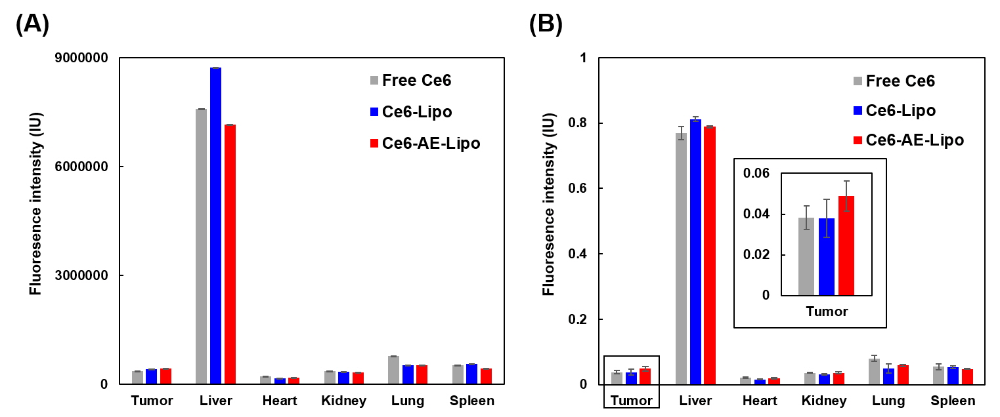 (A)
9000000
6000000
3000000
0
Fluoresence intensity (IU)
Free Ce6
Ce6-Lipo
Ce6-AE-Lipo
Tumor Liver Heart Kidney Lung Spleen
(B)
1
0.8
0.6
0.4
0.2
0
Fluoresence intensity (IU)
Free Ce6
Ce6-Lipo
Ce6-AE-Lipo
0.06
0.04
0.02
0
Tumor
Tumor Liver Heart Kidney Lung Spleen